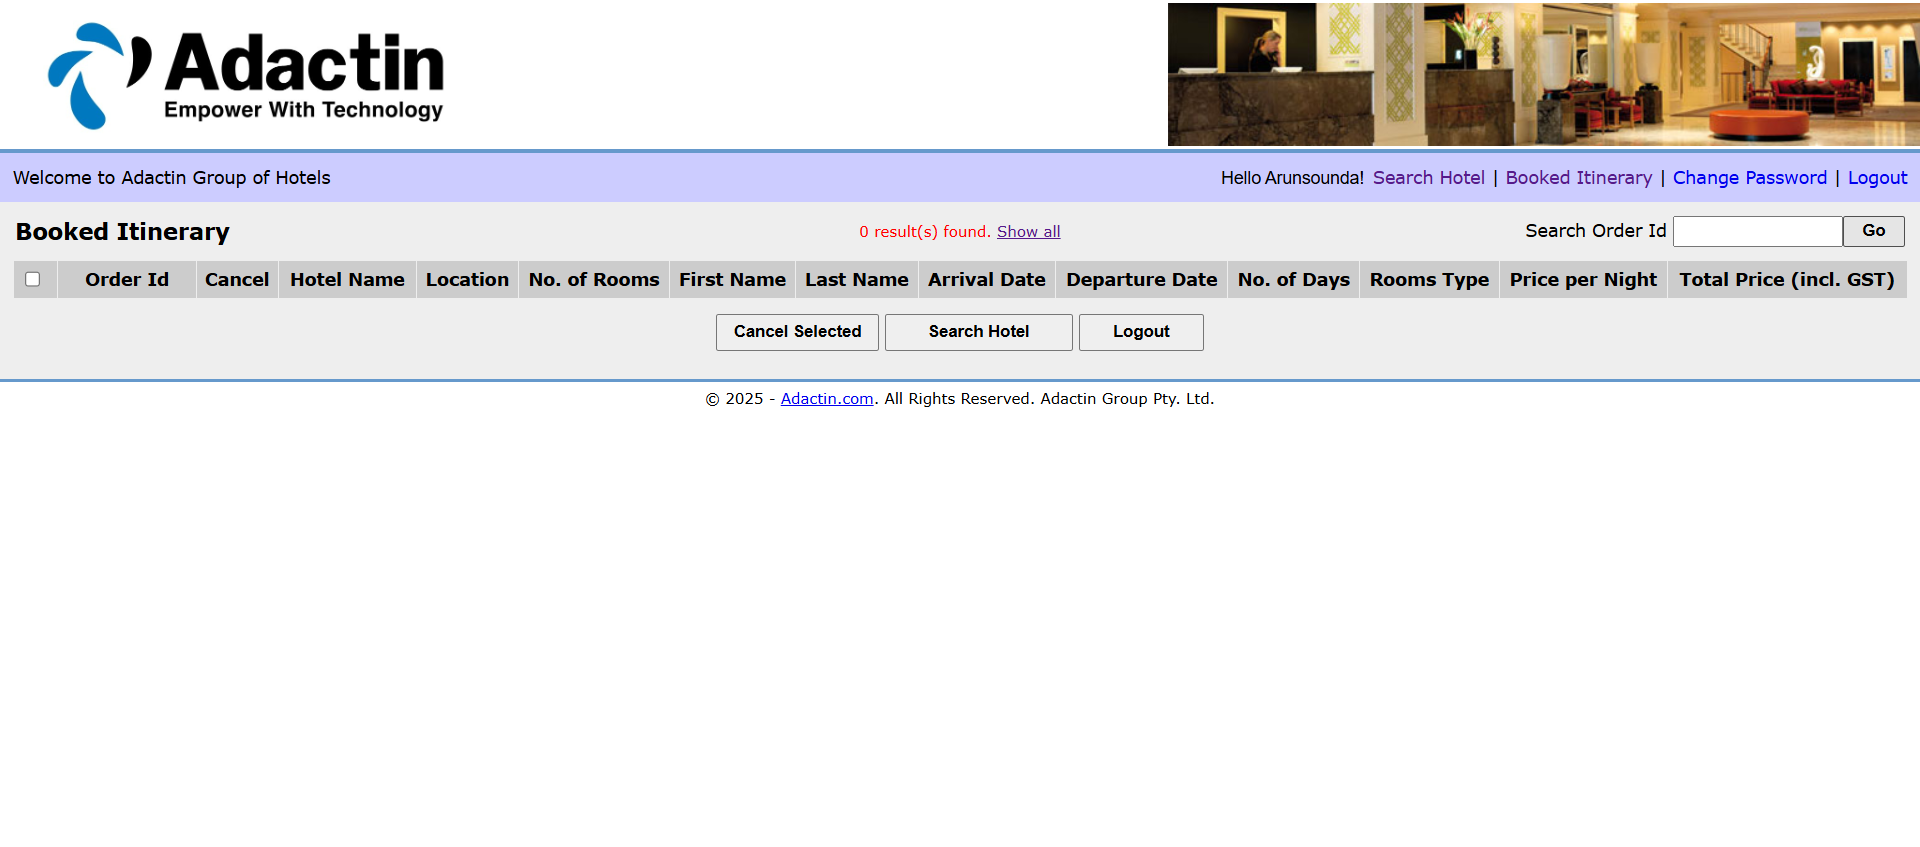 Adactin
Empower With Technology
Welcome to Adactin Group of Hotels
Hello Arunsounda! Search Hotel | Booked Itinerary | Change Password | Logout
Booked Itinerary
0 result(s) found. Show all
Search Order Id Go
Order Id Cancel Hotel Name Location No. of Rooms First Name Last Name Arrival Date Departure Date No. of Days Rooms Type Price per Night Total Price (incl. GST)
Cancel Selected Search Hotel Logout
© 2025 - Adactin.com. All Rights Reserved. Adactin Group Pty. Ltd.